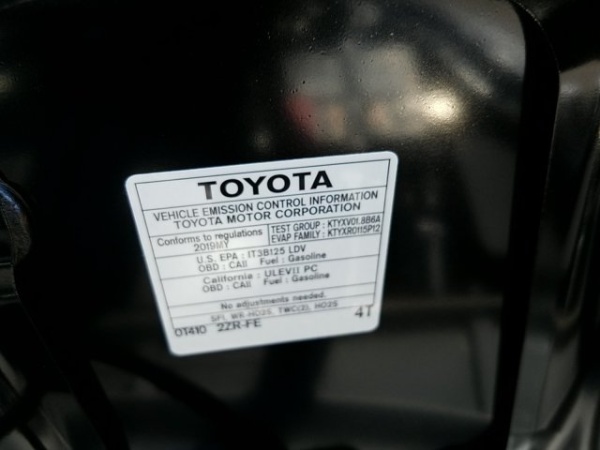 TOYOTA
VEHICLE EMISSION CONTROL INFORMATION
TOYOTA MOTOR CORPORATION
Conforms to regulations
2019MY
TEST GROUP : KTYXV01.8B6A
EVAP FAMILY : KTYXR0115P12
U.S. EPA : IT3B125 LDV
OBD : CAII Fuel : Gasoline
California : ULEVII PC
OBD : CAII Fuel : Gasoline
No adjustments needed.
SFI, WR-HO2S, TWC(2), HO2S
0T410 2ZR-FE 4T